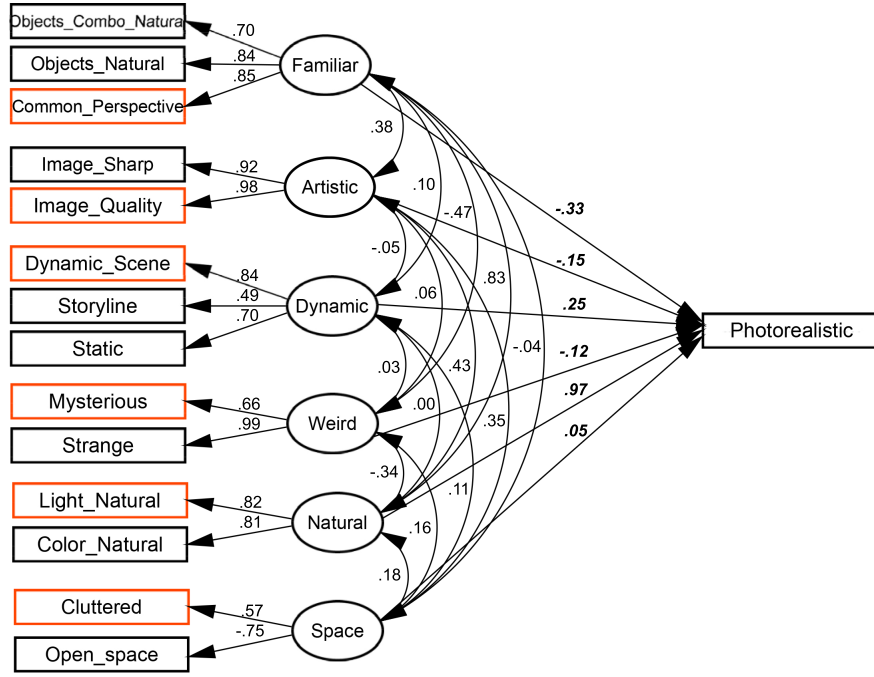 Objects_Combo_Natural
.70
Objects_Natural
.84
Familiar
Common_Perspective
.85
.38
Image_Sharp
.92
Artistic
Image_Quality
.98
.10
-.47
-.33
-.05
Dynamic_Scene
.84
.83
-.15
Storyline
.49
Dynamic
.06
.25
Static
.70
Photorealistic
-.04
-.12
.03
.43
Mysterious
.66
.97
.00
Weird
.35
.05
Strange
.99
-.34
.11
Light_Natural
.82
Natural
.16
Color_Natural
.81
.18
Cluttered
.57
Space
-.75
Open_space